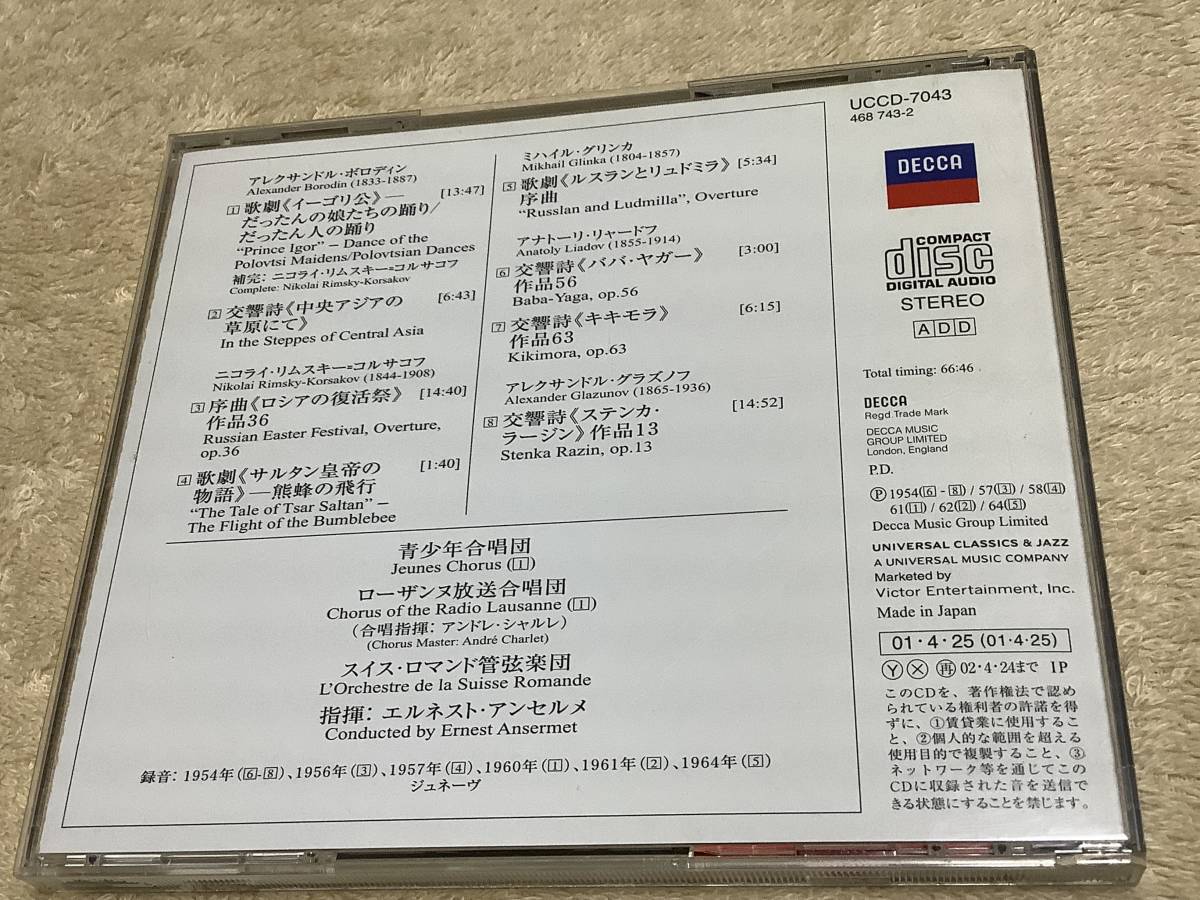 アレクサンドル・ボロディン
Alexander Borodin (1833-1887)
1 歌劇《イーゴリ公》— [13:47]
だったんの娘たちの踊り/
だったん人の踊り
“Prince Igor” – Dance of the
Polovtsi Maidens/Polovtsian Dances
補完: ニコライ・リムスキー=コルサコフ
Complete: Nikolai Rimsky-Korsakov
2 交響詩《中央アジアの [6:43]
草原にて》
In the Steppes of Central Asia
ニコライ・リムスキー=コルサコフ
Nikolai Rimsky-Korsakov (1844-1908)
3 序曲《ロシアの復活祭》 [14:40]
作品36
Russian Easter Festival, Overture,
op.36
4 歌劇《サルタン皇帝の [1:40]
物語》—熊蜂の飛行
“The Tale of Tsar Saltan” –
The Flight of the Bumblebee
ミハイル・グリンカ
Mikhail Glinka (1804-1857)
5 歌劇《ルスランとリュドミラ》 [5:34]
序曲
“Russlan and Ludmilla”, Overture
アナトーリ・リャードフ
Anatoly Liadov (1855-1914)
6 交響詩《ババ・ヤガー》 [3:00]
作品56
Baba-Yaga, op.56
7 交響詩《キキモラ》 [6:15]
作品63
Kikimora, op.63
アレクサンドル・グラズノフ
Alexander Glazunov (1865-1936)
8 交響詩《ステンカ・ [14:52]
ラージン》作品13
Stenka Razin, op.13
青少年合唱団
Jeunes Chorus (1)
ローザンヌ放送合唱団
Chorus of the Radio Lausanne (1)
(合唱指揮: アンドレ・シャルレ)
(Chorus Master: André Charlet)
スイス・ロマンド管弦楽団
L'Orchestre de la Suisse Romande
指揮: エルネスト・アンセルメ
Conducted by Ernest Ansermet
録音: 1954年(6-8)、1956年(3)、1957年(4)、1960年(1)、1961年(2)、1964年(5)
ジュネーヴ
UCCD-7043
468 743-2
DECCA
COMPACT
disc
DIGITAL AUDIO
STEREO
ADD
Total timing: 66:46
DECCA
Regd. Trade Mark
DECCA MUSIC
GROUP LIMITED
London, England
P.D.
Ⓟ 1954(6-8) / 57(3) / 58(4)
61(1) / 62(2) / 64(5)
Decca Music Group Limited
UNIVERSAL CLASSICS & JAZZ
A UNIVERSAL MUSIC COMPANY
Marketed by
Victor Entertainment, Inc.
Made in Japan
01・4・25 (01・4・25)
Ⓨ Ⓧ 再 02・4・24まで 1P
このCDを、著作権法で認め
られている権利者の許諾を得
ずに、①賃貸業に使用するこ
と、②個人的な範囲を超える
使用目的で複製すること、③
ネットワーク等を通じてこの
CDに収録された音を送信で
きる状態にすることを禁じます。